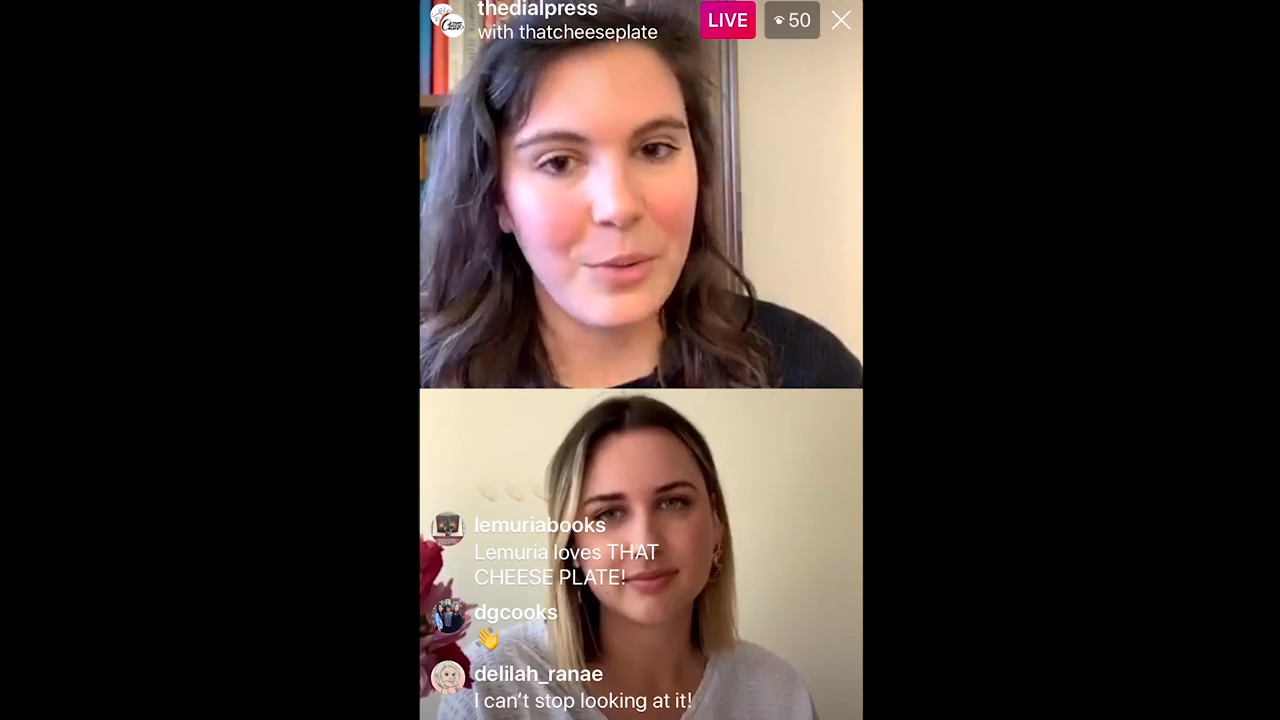 thedialpress
with thatcheeseplate
LIVE
50
lemuriabooks
Lemuria loves THAT
CHEESE PLATE!
dgcooks
👋
delilah_ranae
I can't stop looking at it!